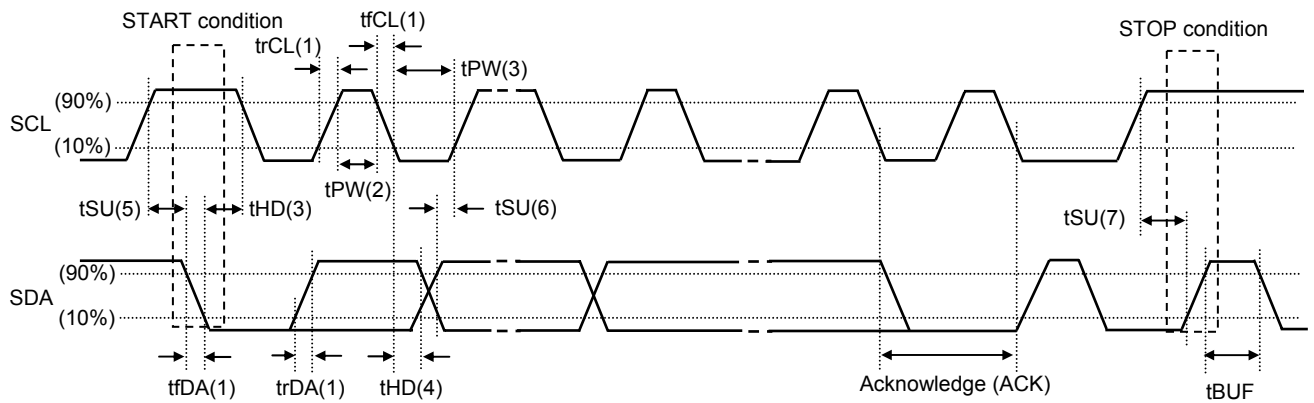 START condition
tfCL(1)
STOP condition
trCL(1)
tPW(3)
(90%)
SCL
(10%)
tPW(2)
tSU(5)
tHD(3)
tSU(6)
tSU(7)
(90%)
SDA
(10%)
tfDA(1)
trDA(1)
tHD(4)
Acknowledge (ACK)
tBUF